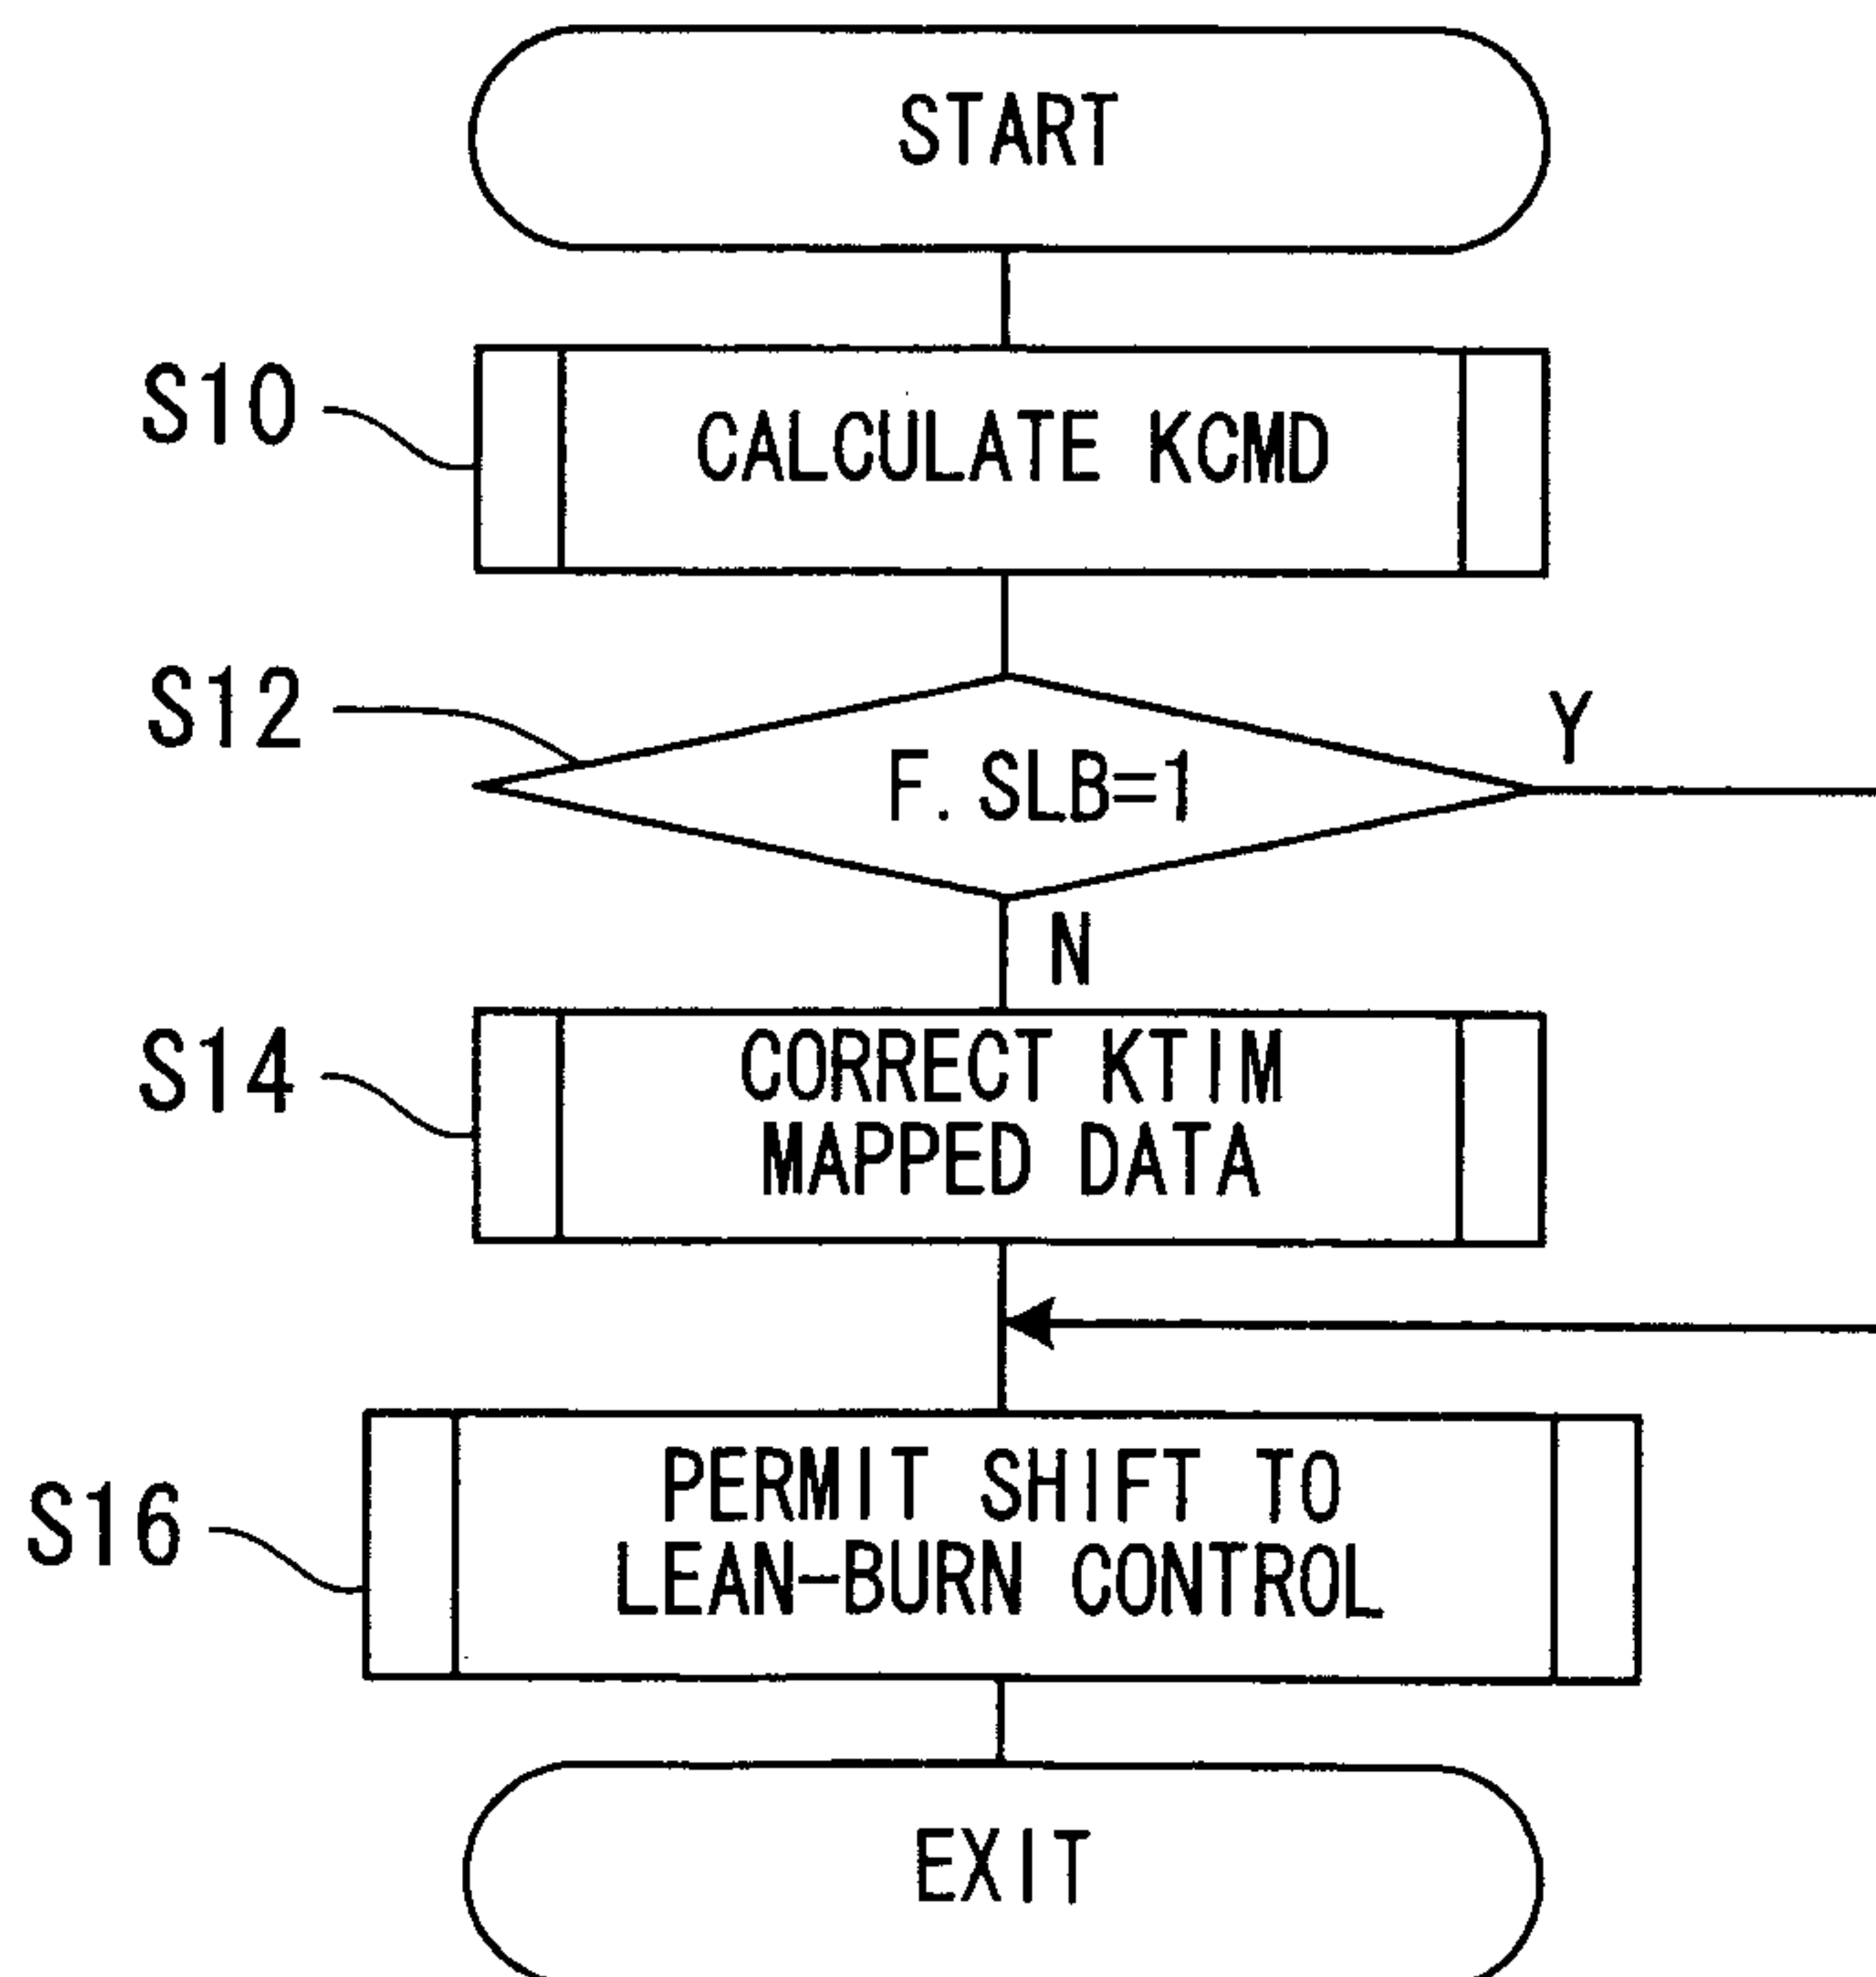 START
S10
CALCULATE KCMD
S12
F. SLB=1
Y
N
S14
CORRECT KTIM
MAPPED DATA
S16
PERMIT SHIFT TO
LEAN-BURN CONTROL
EXIT